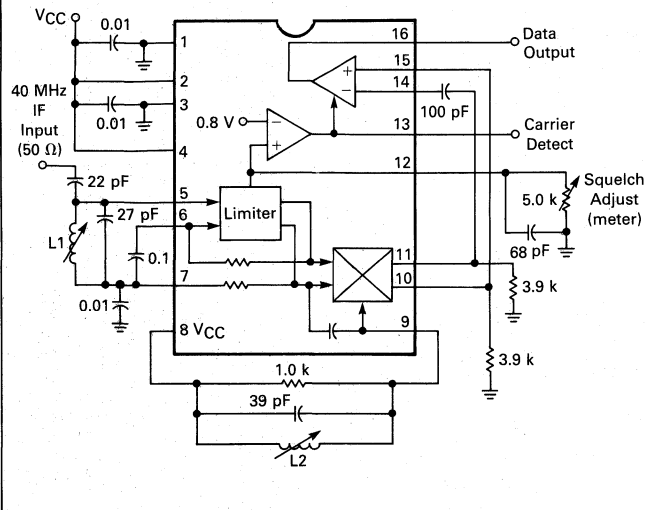 VCC
0.01
16
Data
Output
1
15
+
2
14
−
40 MHz
IF
Input
(50 Ω)
3
0.01
100 pF
0.8 V
−
+
13
Carrier
Detect
4
12
22 pF
Squelch
Adjust
(meter)
5.0 k
5
Limiter
6
27 pF
L1
68 pF
0.1
11
7
10
3.9 k
0.01
8 VCC
9
3.9 k
1.0 k
39 pF
L2